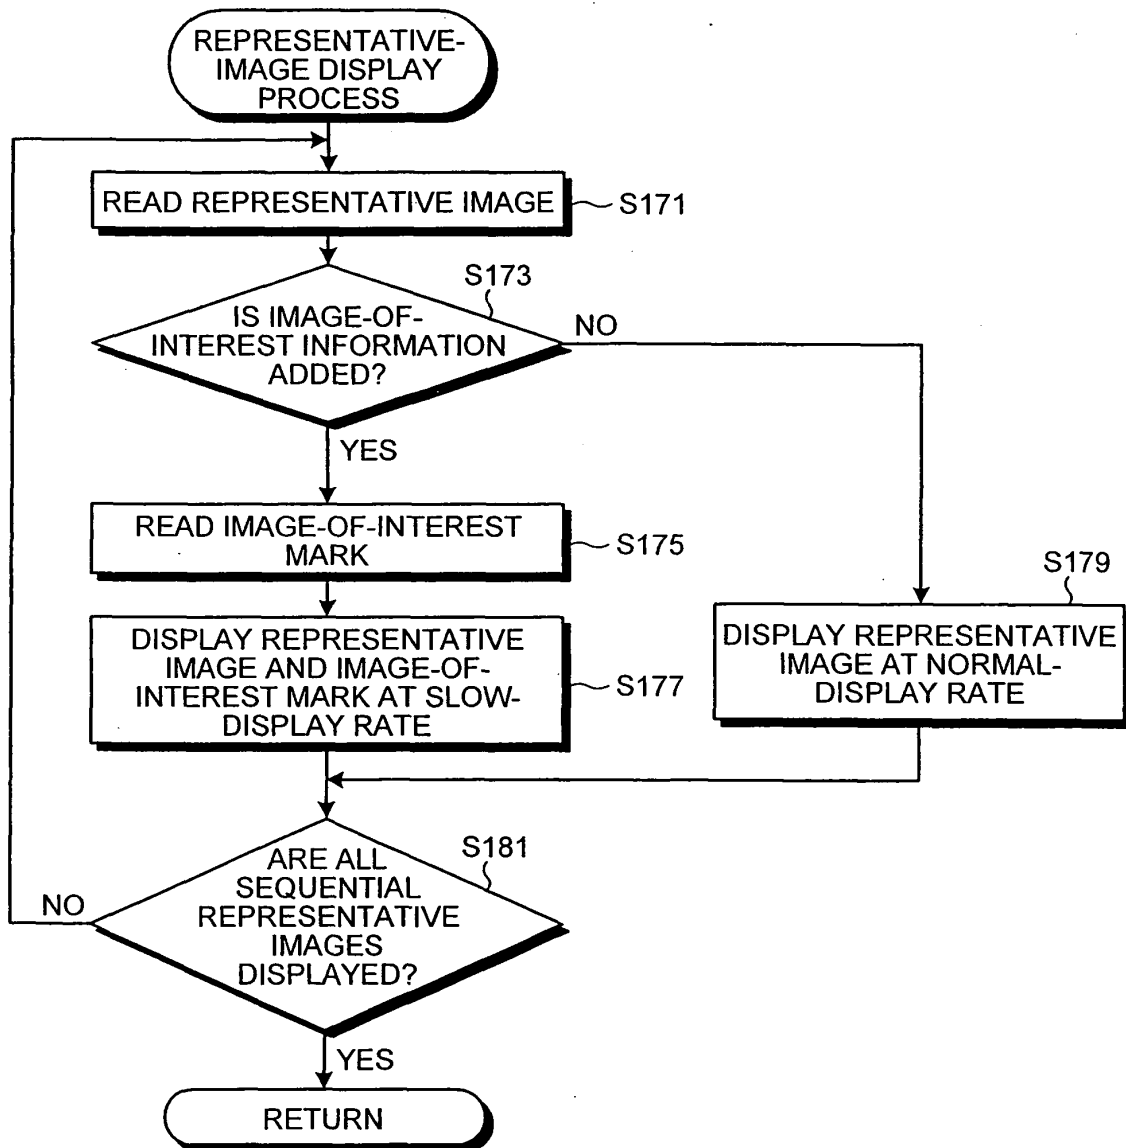 REPRESENTATIVE-
IMAGE DISPLAY
PROCESS
READ REPRESENTATIVE IMAGE
S171
S173
IS IMAGE-OF-
INTEREST INFORMATION
ADDED?
NO
YES
READ IMAGE-OF-INTEREST
MARK
S175
S179
DISPLAY REPRESENTATIVE
IMAGE AND IMAGE-OF-
INTEREST MARK AT SLOW-
DISPLAY RATE
S177
DISPLAY REPRESENTATIVE
IMAGE AT NORMAL-
DISPLAY RATE
S181
ARE ALL
SEQUENTIAL
REPRESENTATIVE
IMAGES
DISPLAYED?
NO
YES
RETURN